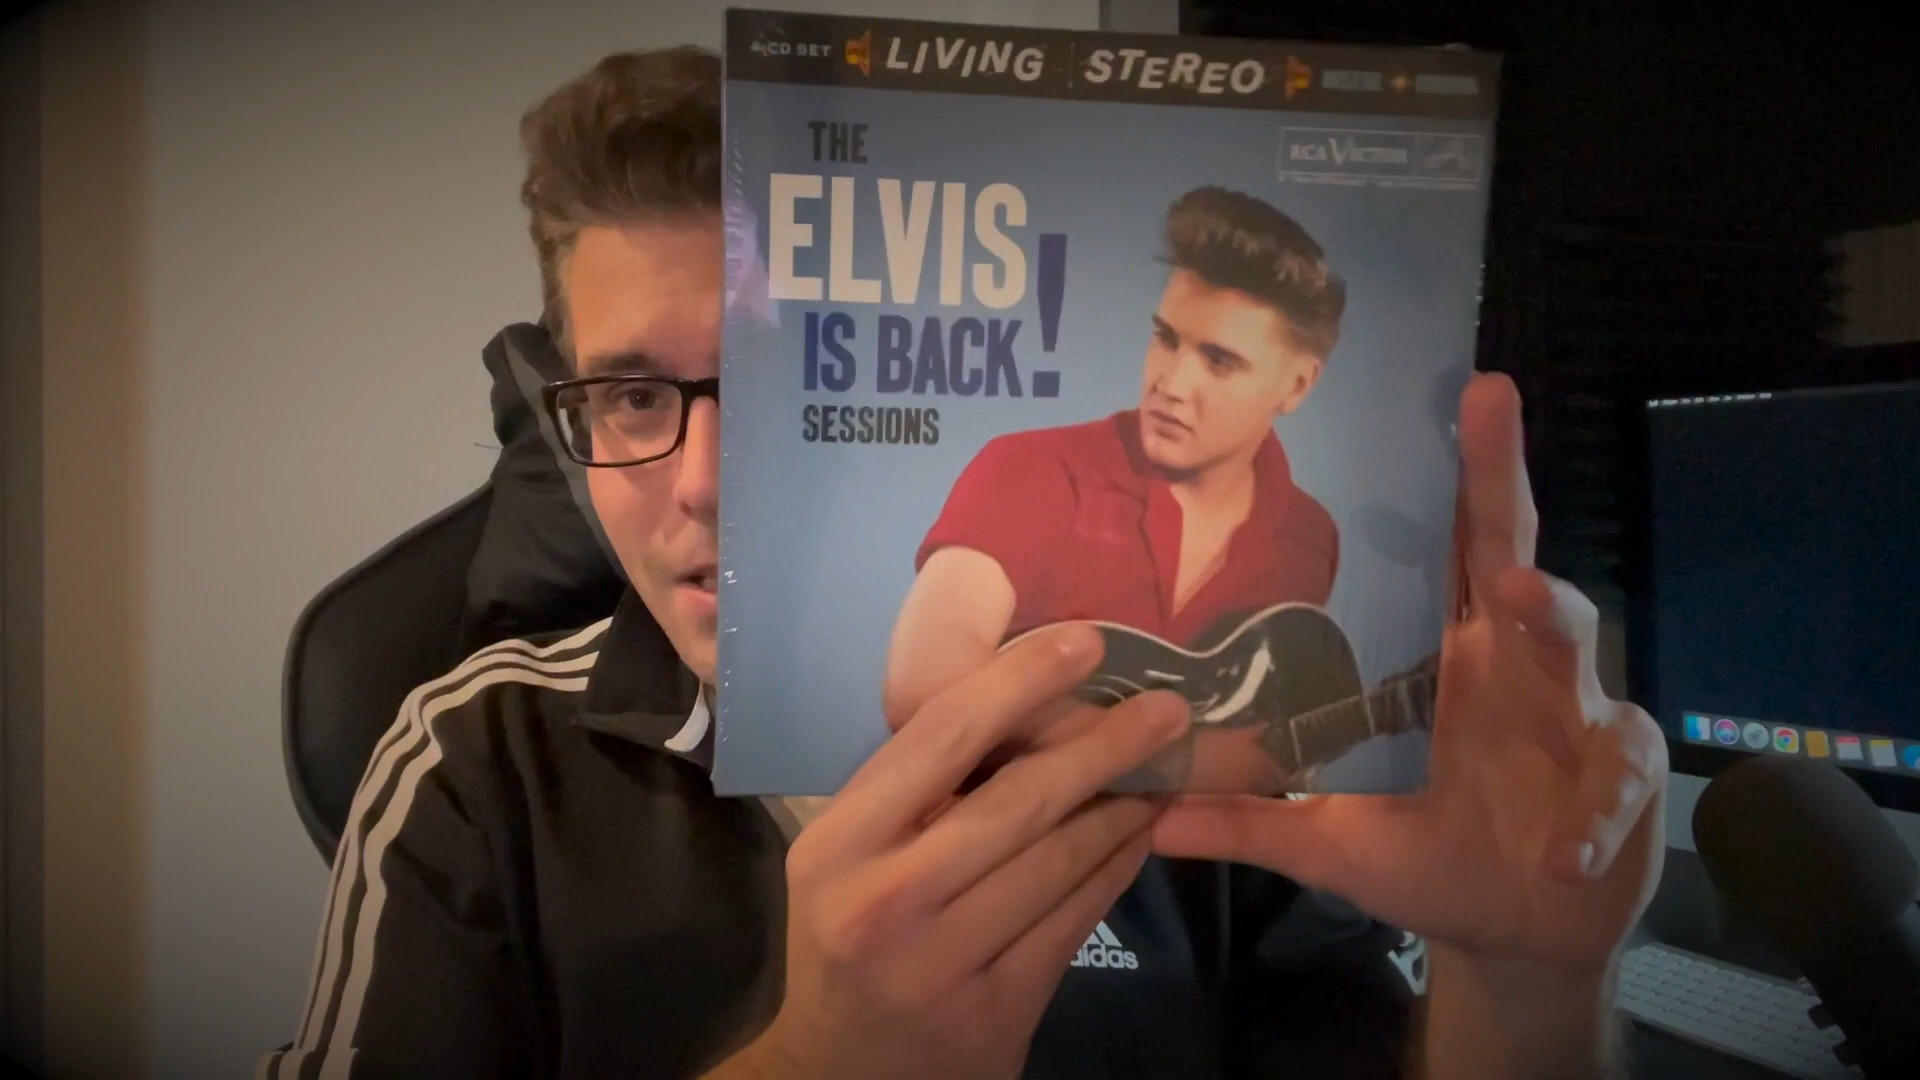 4-CD SET LIVING STEREO
THE
ELVIS
IS BACK!
SESSIONS
RCA VICTOR
adidas